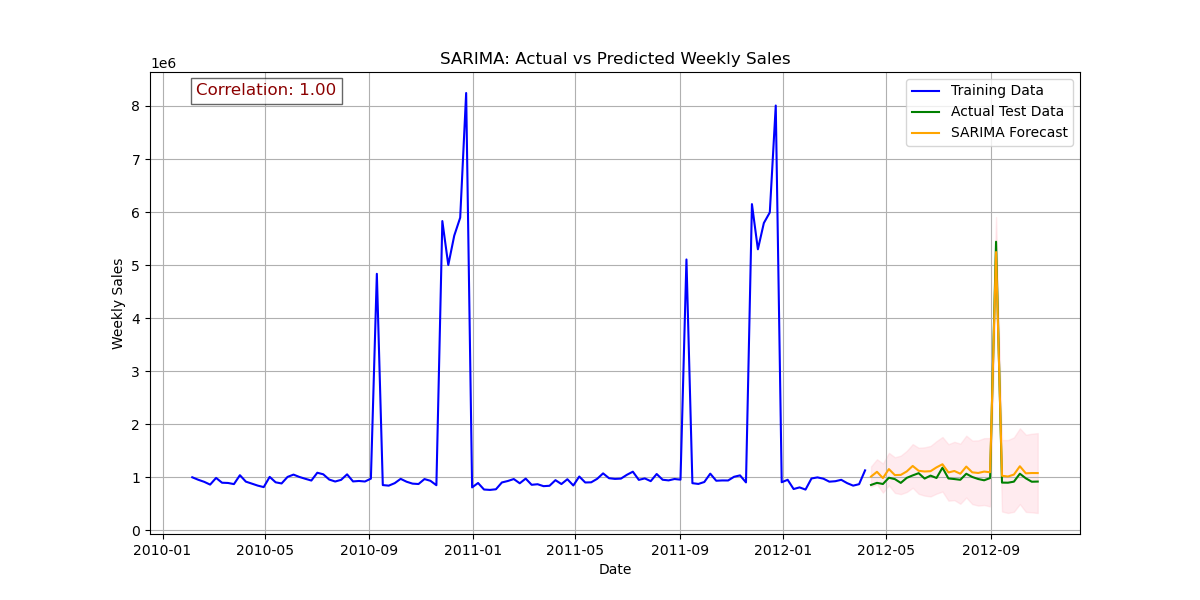 SARIMA: Actual vs Predicted Weekly Sales
1e6
Correlation: 1.00
Training Data
Actual Test Data
SARIMA Forecast
8
7
6
5
4
3
2
1
0
Weekly Sales
2010-01 2010-05 2010-09 2011-01 2011-05 2011-09 2012-01 2012-05 2012-09
Date